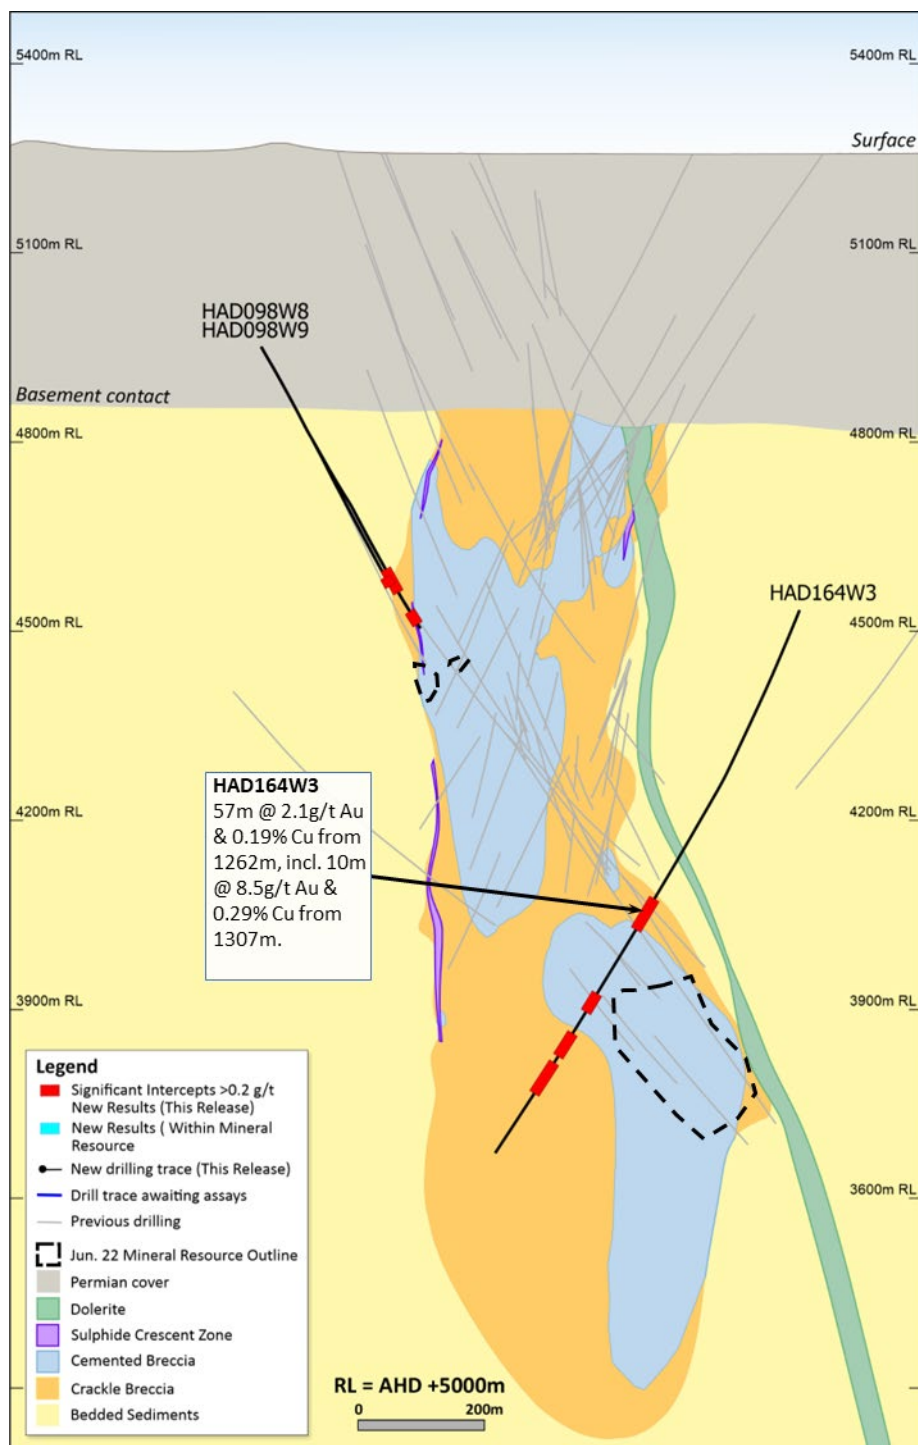 5400m RL
5400m RL
Surface
5100m RL
5100m RL
HAD098W8
HAD098W9
Basement contact
4800m RL
4800m RL
HAD164W3
4500m RL
4500m RL
HAD164W3
57m @ 2.1g/t Au
& 0.19% Cu from
1262m, incl. 10m
@ 8.5g/t Au &
0.29% Cu from
1307m.
4200m RL
4200m RL
3900m RL
3900m RL
Legend
Significant Intercepts >0.2 g/t
New Results (This Release)
New Results ( Within Mineral
Resource
New drilling trace (This Release)
Drill trace awaiting assays
Previous drilling
Jun. 22 Mineral Resource Outline
Permian cover
Dolerite
Sulphide Crescent Zone
Cemented Breccia
Crackle Breccia
Bedded Sediments
3600m RL
RL = AHD +5000m
0 200m